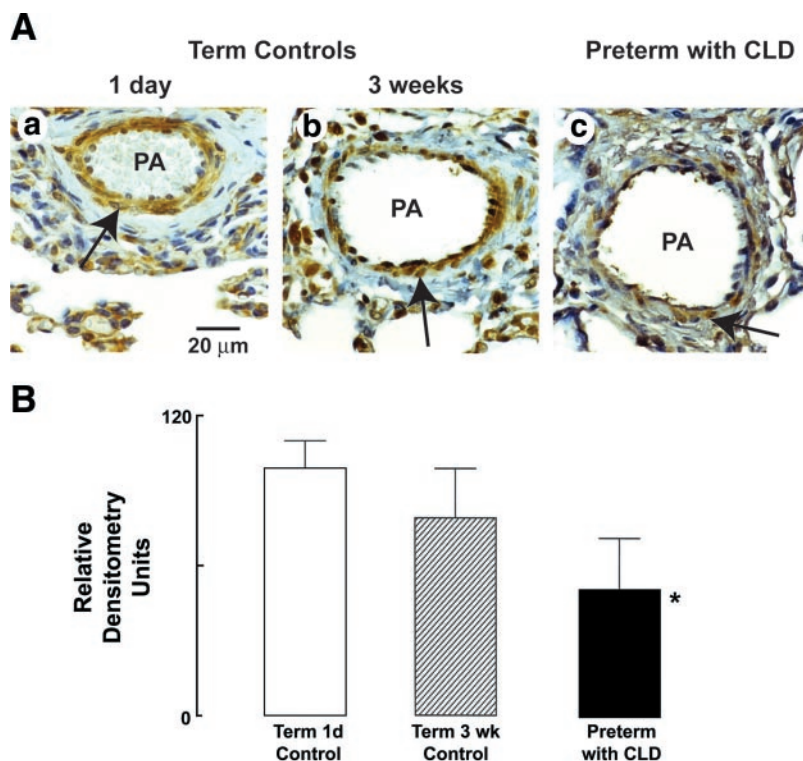 A
Term Controls
Preterm with CLD
1 day
3 weeks
a
b
c
PA
PA
PA
20 μm
B
120
0
Relative
Densitometry
Units
*
Term 1d
Control
Term 3 wk
Control
Preterm
with CLD